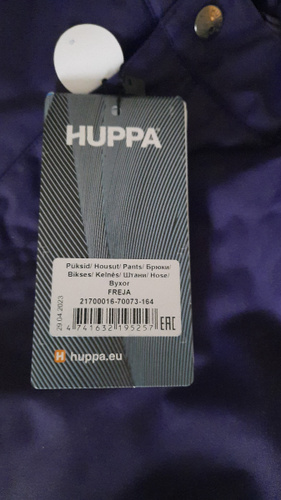 HUPPA
Püksid/ Housut/ Pants/ Брюки/
Bikses/ Kelnės/ Штани/ Hose/
Byxor
FREJA
21700016-70073-164
29.04.2023
4 741632 195257
EAC
H huppa.eu